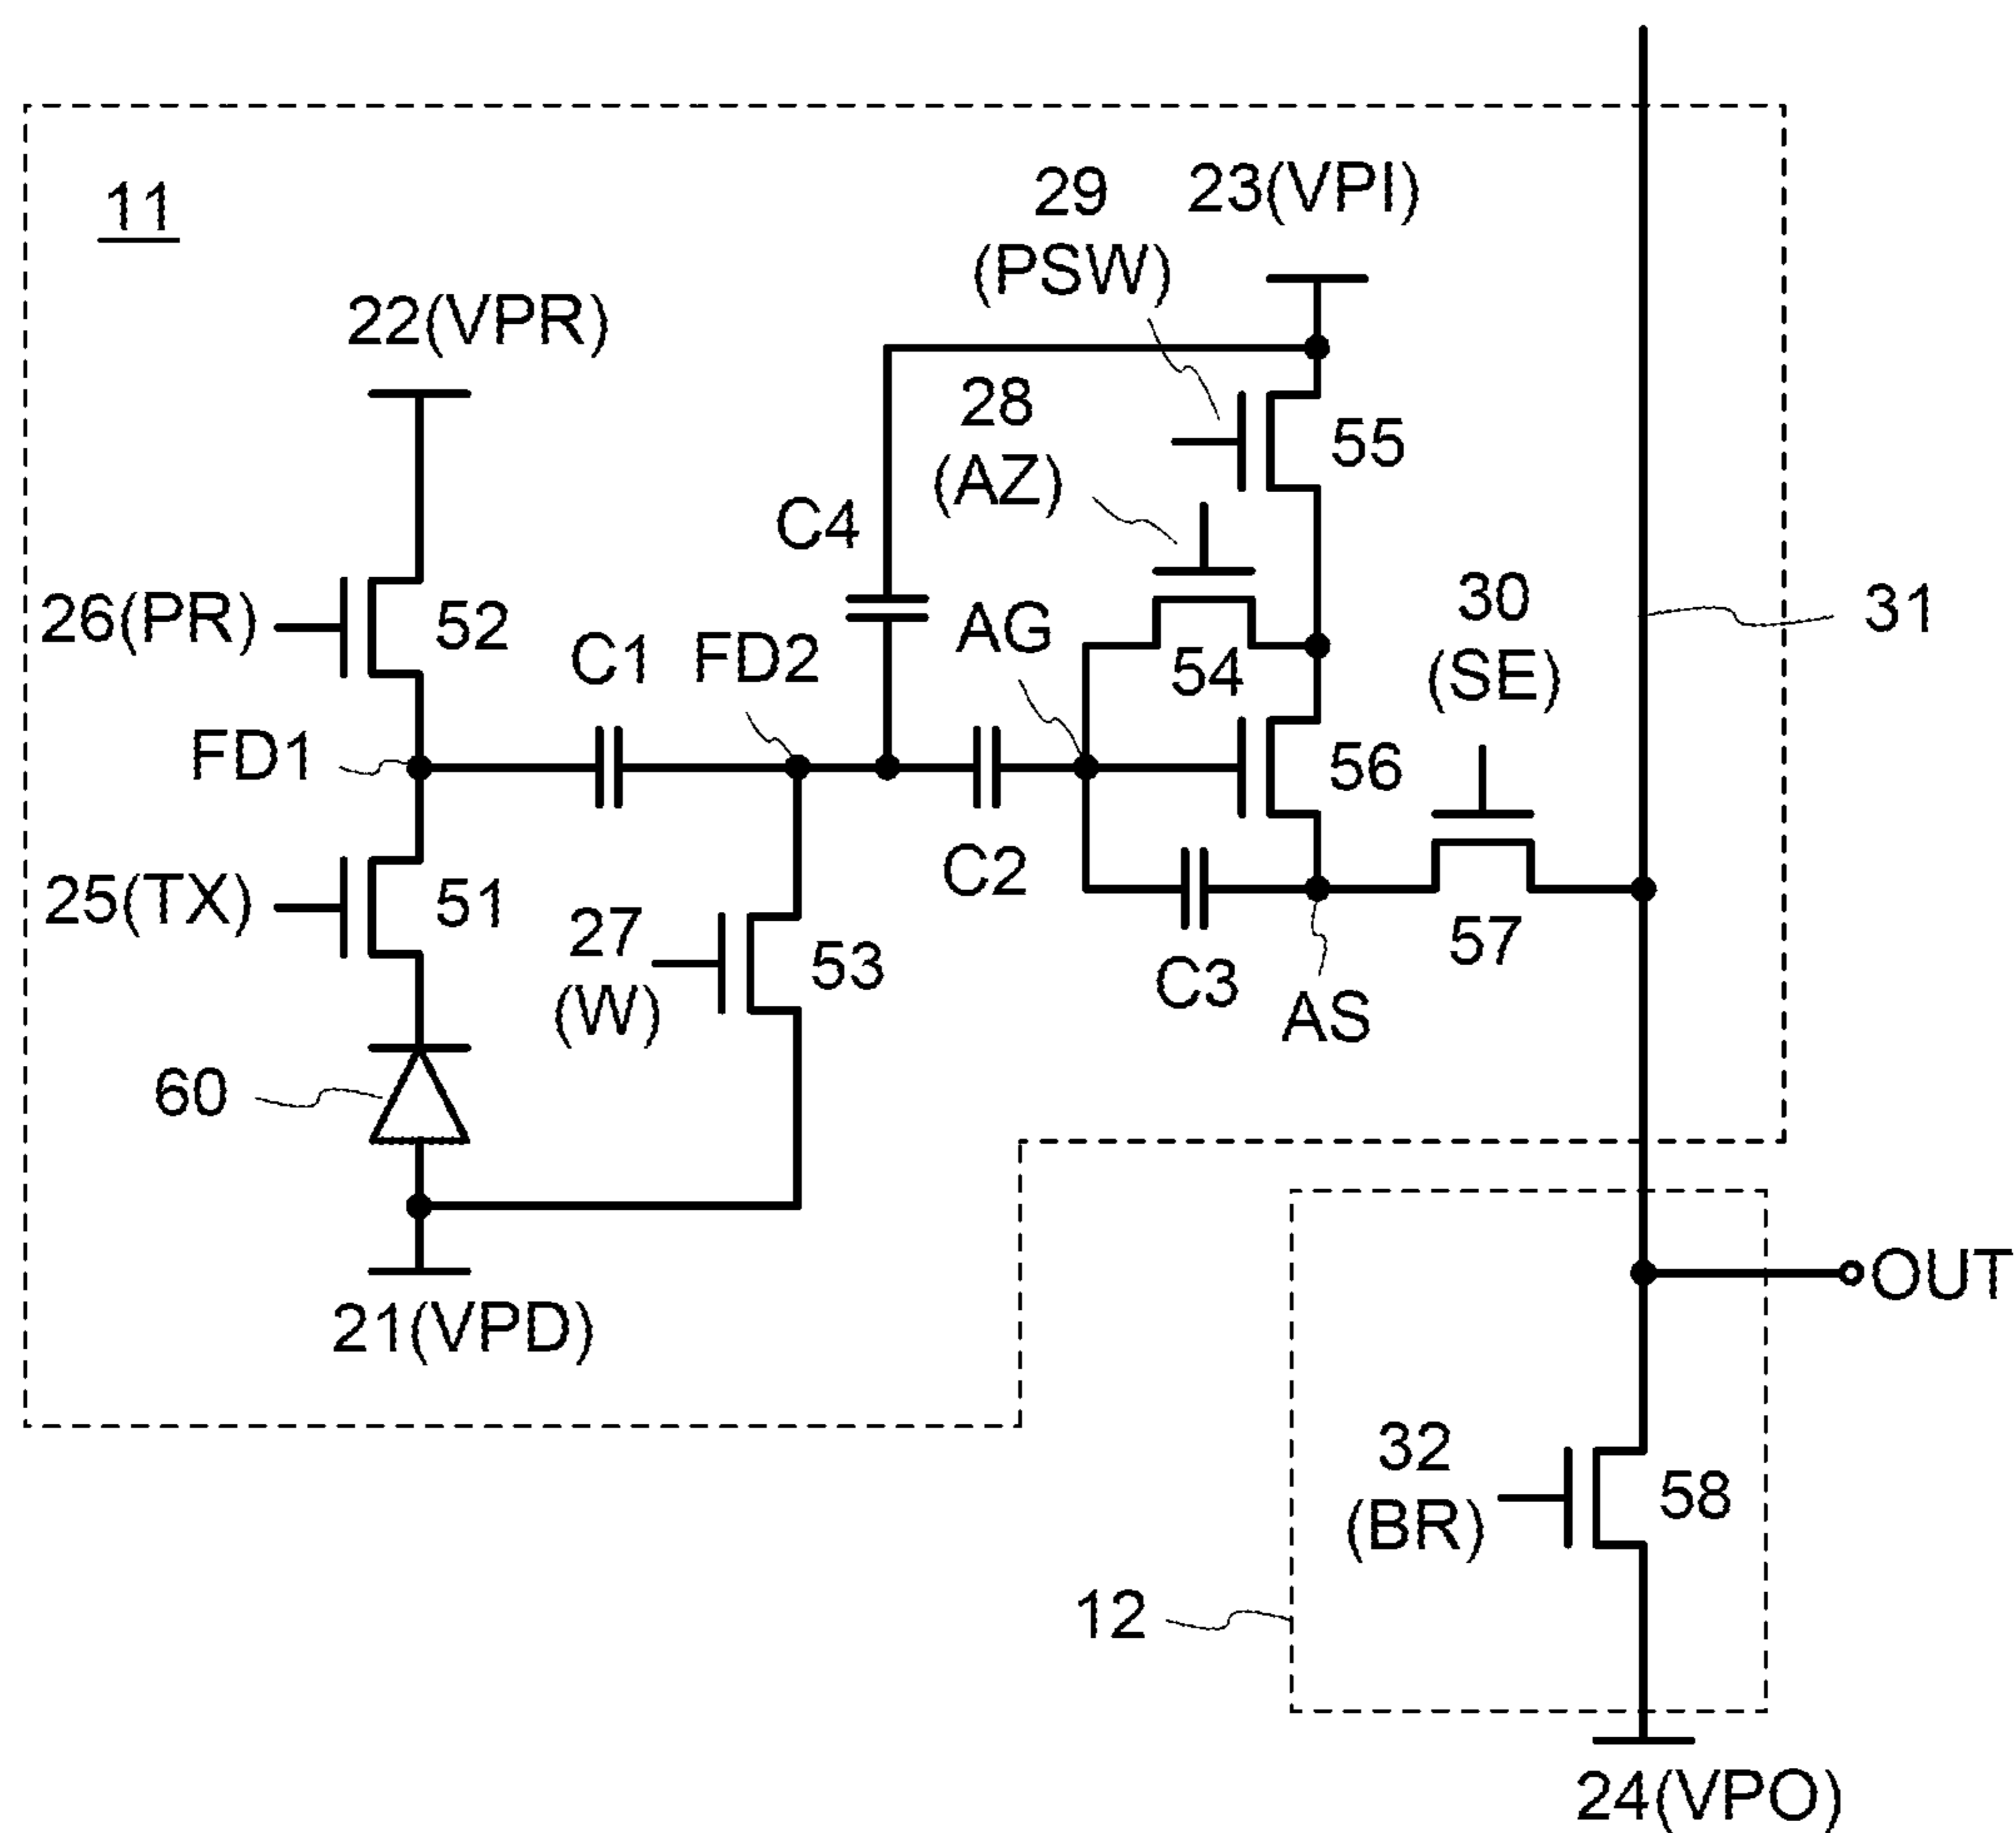 11
29
(PSW)
23(VPI)
22(VPR)
28
(AZ)
55
C4
26(PR)
52
C1
FD2
AG
54
30
(SE)
31
FD1
56
25(TX)
51
C2
27
(W)
53
57
C3
AS
60
21(VPD)
OUT
32
(BR)
58
12
24(VPO)